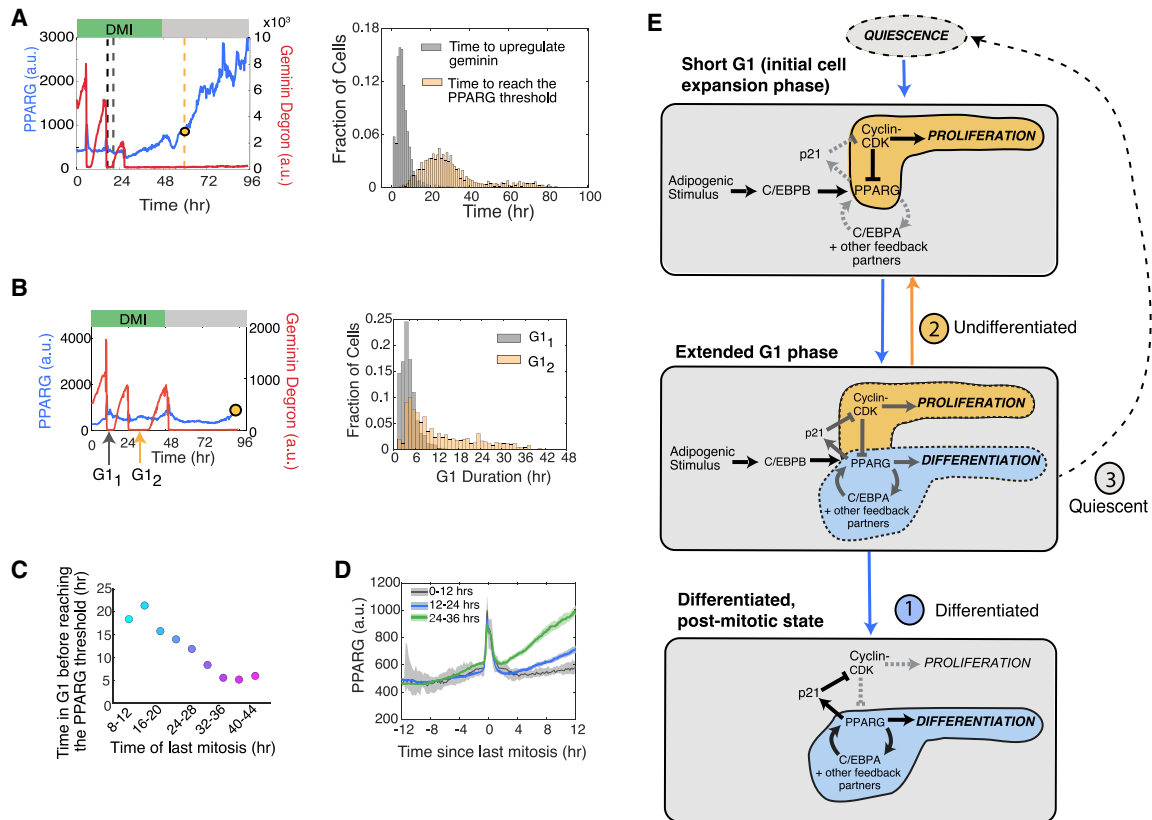 A
DMI
×10³
3000
2000
1000
500
0
PPARG (a.u.)
10
8
6
4
2
0
Geminin Degron (a.u.)
0
24
48
72
96
Time (hr)
0.18
0.12
0.06
0
Fraction of Cells
Time to upregulate
geminin
Time to reach the
PPARG threshold
0
20
40
60
80
100
Time (hr)
B
DMI
4000
2000
0
PPARG (a.u.)
2000
1000
0
Geminin Degron (a.u.)
0
24
48
72
96
Time (hr)
G1₁
G1₂
0.25
0.2
0.15
0.1
0.05
0
Fraction of Cells
G1₁
G1₂
0
6
12
18
24
30
36
42
48
G1 Duration (hr)
C
Time in G1 before reaching
the PPARG threshold (hr)
25
20
15
10
5
0
8-12
16-20
24-28
32-36
40-44
Time of last mitosis (hr)
D
1200
1000
800
600
400
200
PPARG (a.u.)
0-12 hrs
12-24 hrs
24-36 hrs
-12
-8
-4
0
4
8
12
Time since last mitosis (hr)
E
QUIESCENCE
Short G1 (initial cell
expansion phase)
Cyclin-
CDK
PROLIFERATION
p21
Adipogenic
Stimulus
C/EBPB
PPARG
C/EBPA
+ other feedback
partners
2
Undifferentiated
Extended G1 phase
Cyclin-
CDK
PROLIFERATION
p21
Adipogenic
Stimulus
C/EBPB
PPARG
DIFFERENTIATION
C/EBPA
+ other feedback
partners
3
Quiescent
1
Differentiated
Differentiated,
post-mitotic state
Cyclin-
CDK
PROLIFERATION
p21
PPARG
DIFFERENTIATION
C/EBPA
+ other feedback
partners